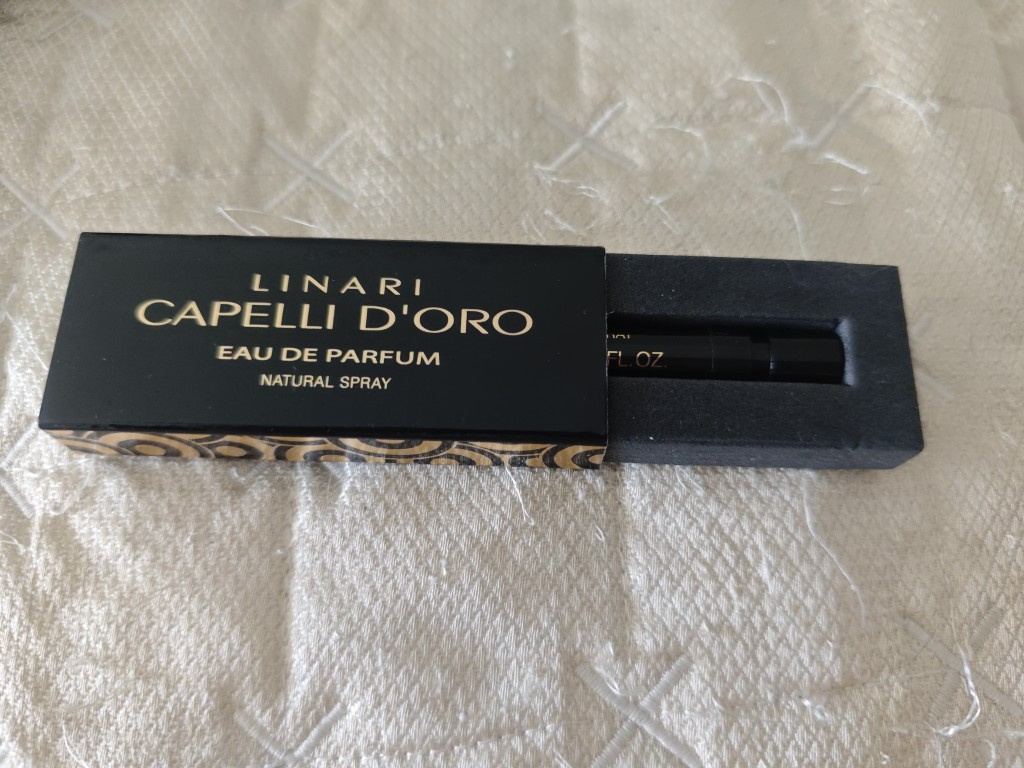 LINARI
CAPELLI D'ORO
EAU DE PARFUM
NATURAL SPRAY
FL.OZ.